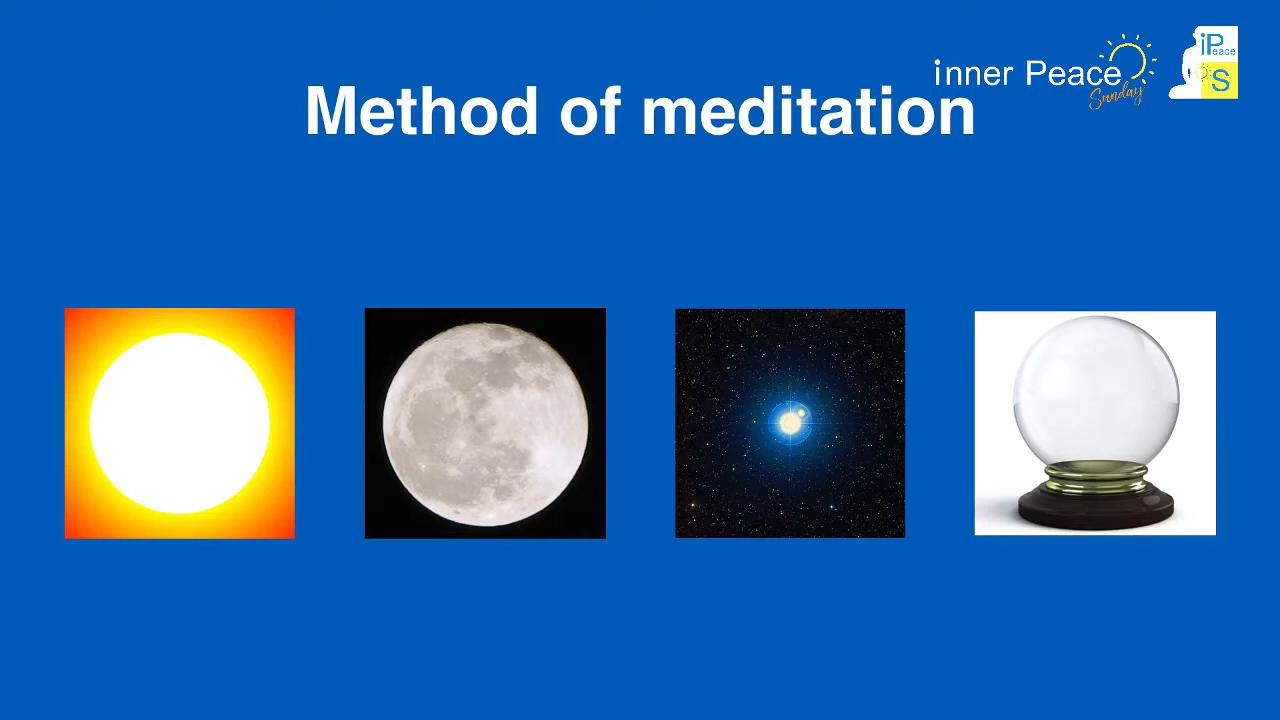 inner Peace
Sunday
iPeace
S
Method of meditation